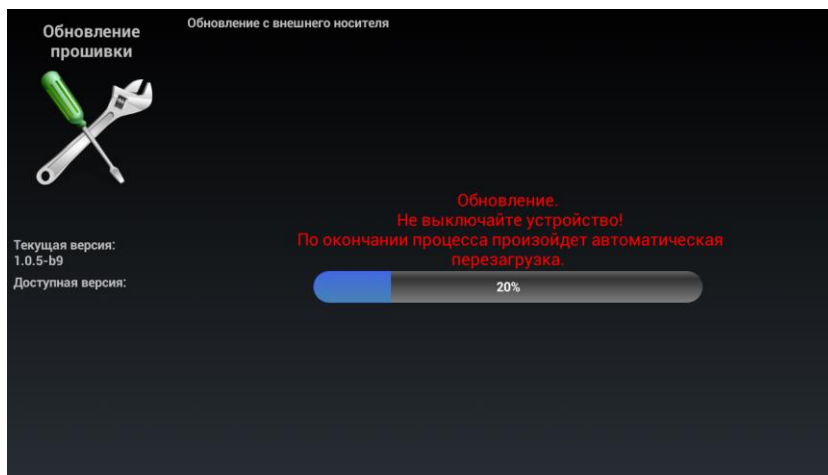 Обновление
прошивки
Обновление с внешнего носителя
Обновление.
Не выключайте устройство!
По окончании процесса произойдет автоматическая
перезагрузка.
20%
Текущая версия:
1.0.5-b9
Доступная версия: